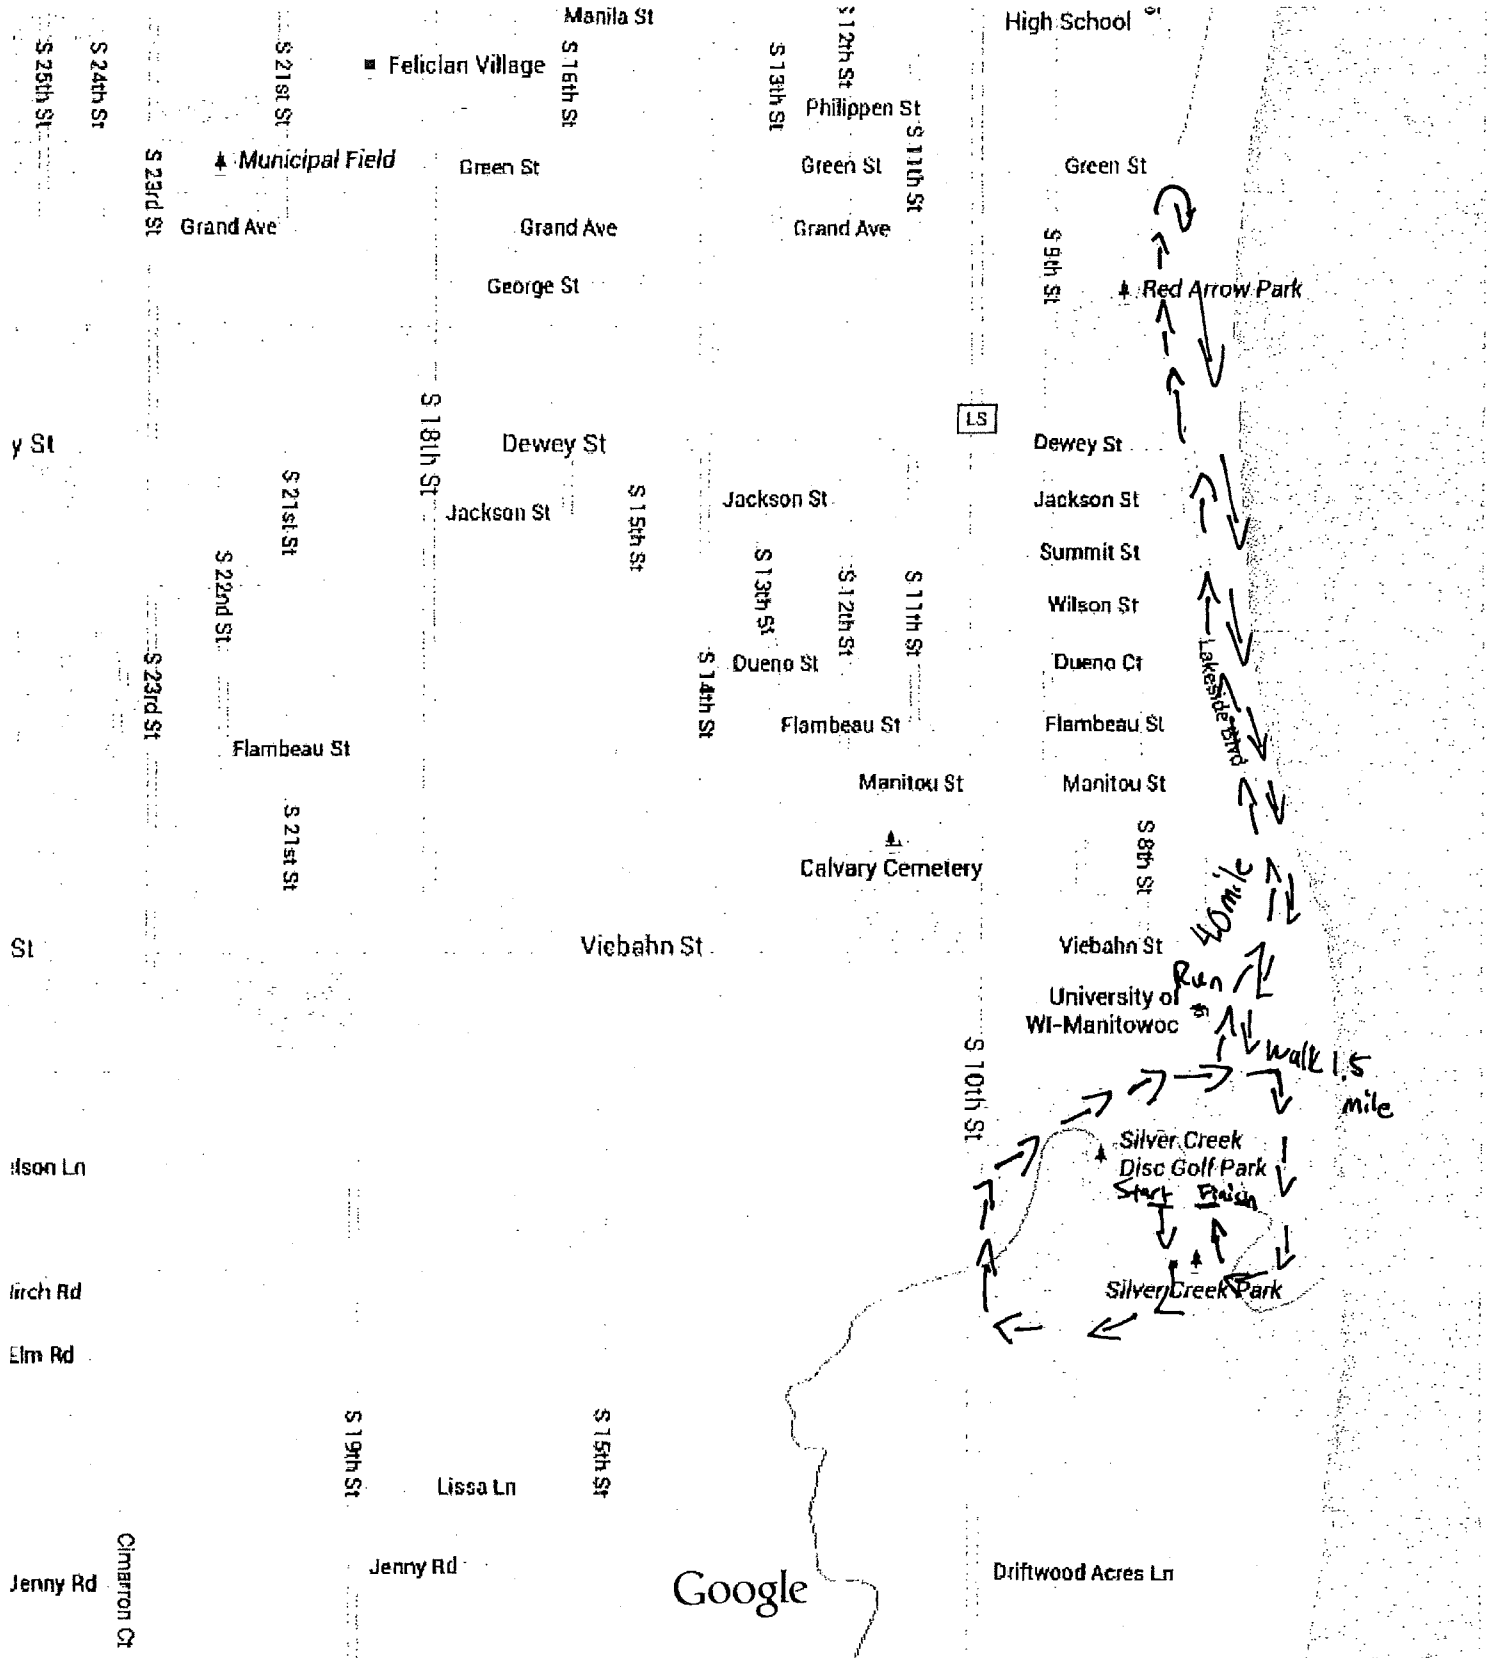 Manila St
High School
S 25th St
S 24th St
S 21st St
Felician Village
S 16th St
S 13th St
S 12th St
Philippen St
S 11th St
S 23rd St
Municipal Field
Green St
Green St
Green St
Grand Ave
Grand Ave
Grand Ave
S 9th St
George St
Red Arrow Park
S 18th St
LS
y St
Dewey St
Dewey St
S 21st St
Jackson St
S 15th St
Jackson St
Jackson St
S 22nd St
S 13th St
S 12th St
S 11th St
Summit St
Wilson St
S 23rd St
S 14th St
Dueno St
Dueno Ct
Lakeside Blvd
Flambeau St
Flambeau St
Flambeau St
Manitou St
Manitou St
S 21st St
Calvary Cemetery
S 8th St
40 mile
St
Viebahn St
Viebahn St
Run
University of
WI-Manitowoc
S 10th St
Walk 1.5
mile
Silver Creek
Disc Golf Park
lson Ln
Start Finish
Birch Rd
Silver Creek Park
Elm Rd
S 19th St
S 15th St
Lissa Ln
Cimarron Ct
Jenny Rd
Jenny Rd
Google
Driftwood Acres Ln